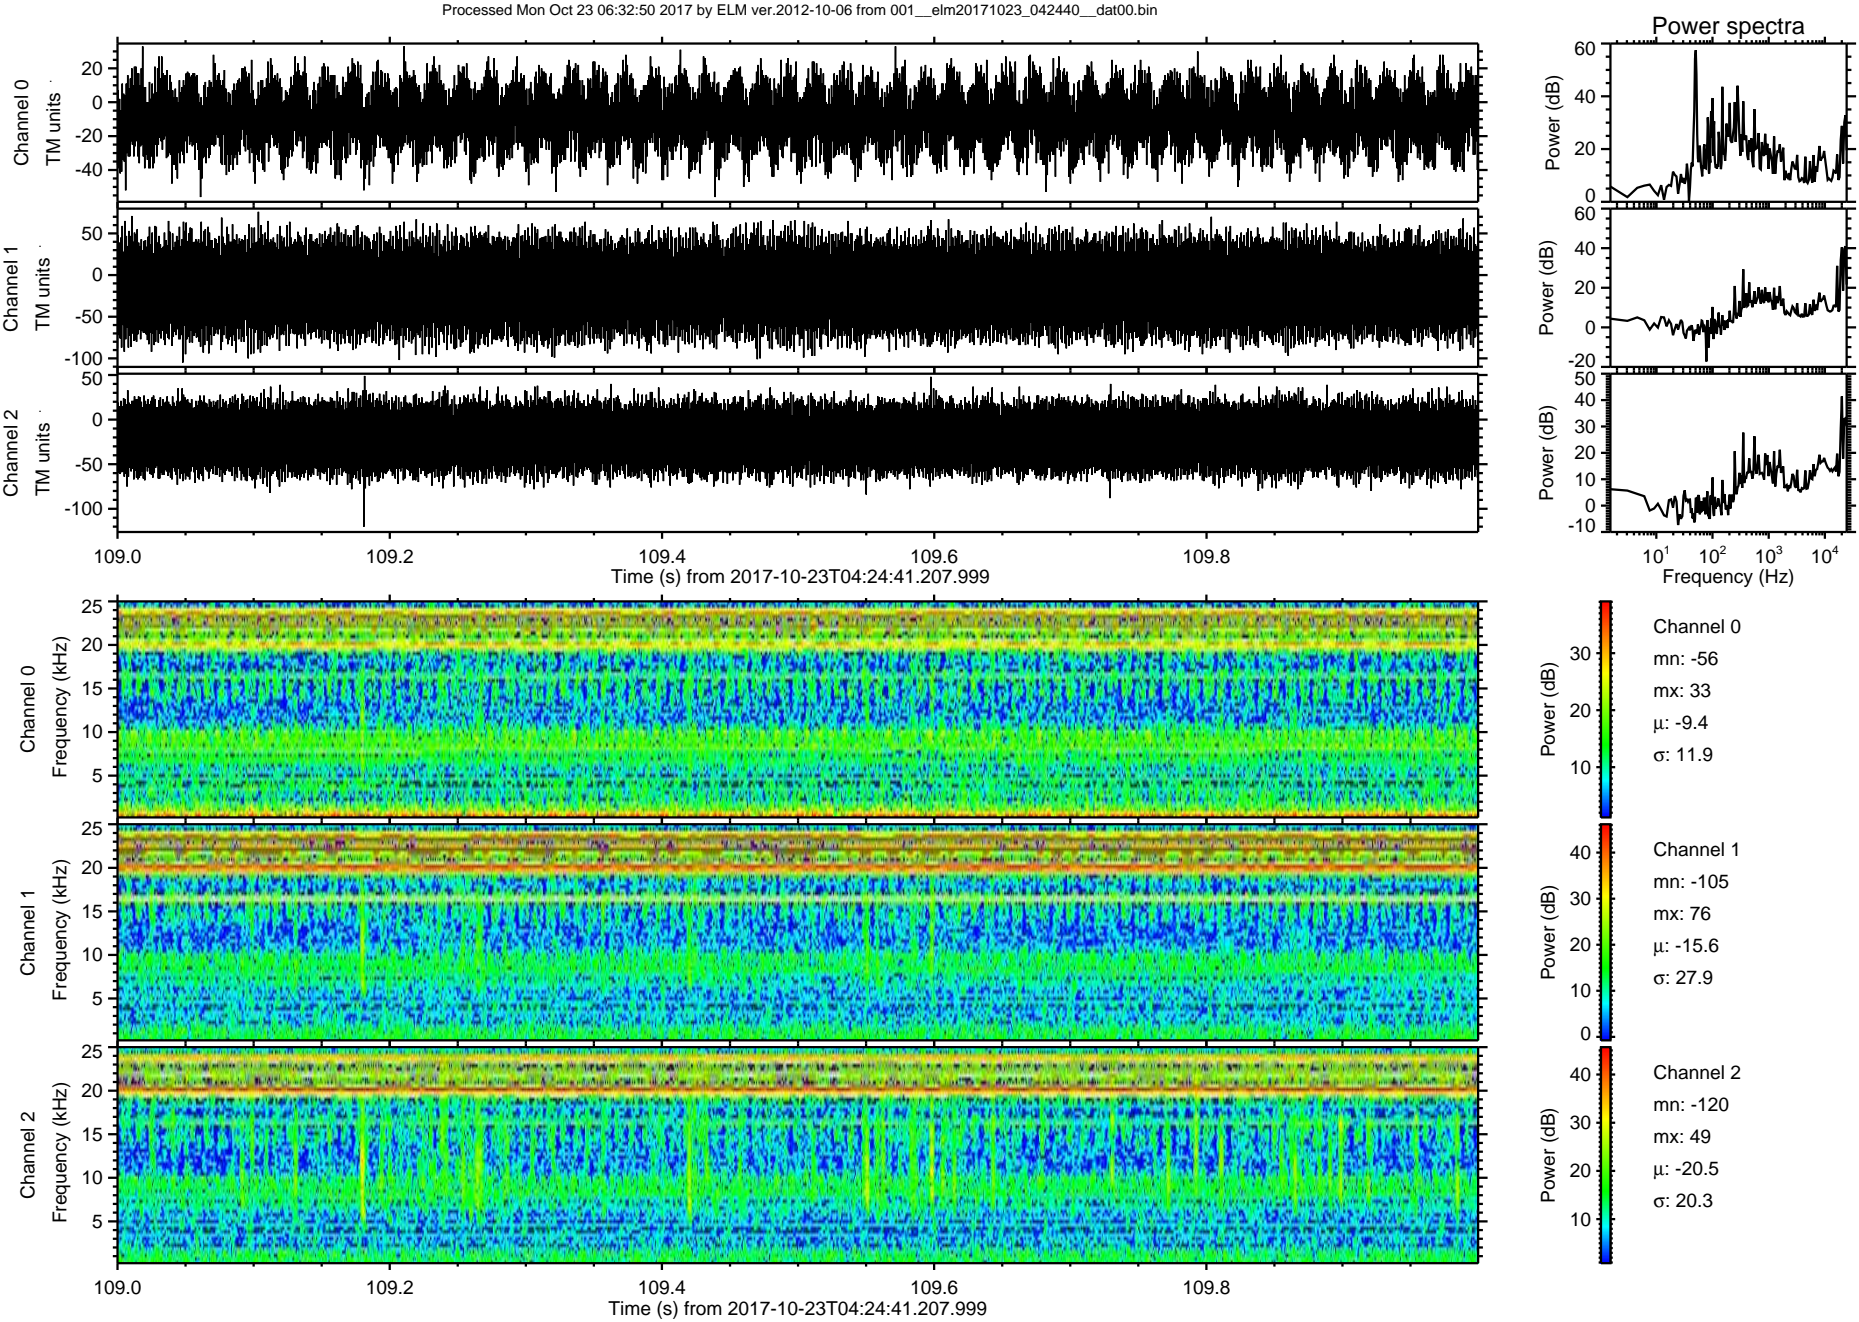 Processed Mon Oct 23 06:32:50 2017 by ELM ver.2012-10-06 from 001__elm20171023_042440__dat00.bin
Power spectra
Channel 0
TM units
20
0
-20
-40
Power (dB)
60
40
20
0
Channel 1
TM units
50
0
-50
-100
Power (dB)
60
40
20
0
-20
Channel 2
TM units
50
0
-50
-100
Power (dB)
50
40
30
20
10
0
-10
109.0
109.2
109.4
109.6
109.8
Time (s) from 2017-10-23T04:24:41.207.999
10^1
10^2
10^3
10^4
Frequency (Hz)
Channel 0
Frequency (kHz)
25
20
15
10
5
Power (dB)
30
20
10
Channel 0
mn: -56
mx: 33
μ: -9.4
σ: 11.9
Channel 1
Frequency (kHz)
25
20
15
10
5
Power (dB)
40
30
20
10
0
Channel 1
mn: -105
mx: 76
μ: -15.6
σ: 27.9
Channel 2
Frequency (kHz)
25
20
15
10
5
Power (dB)
40
30
20
10
Channel 2
mn: -120
mx: 49
μ: -20.5
σ: 20.3
109.0
109.2
109.4
109.6
109.8
Time (s) from 2017-10-23T04:24:41.207.999